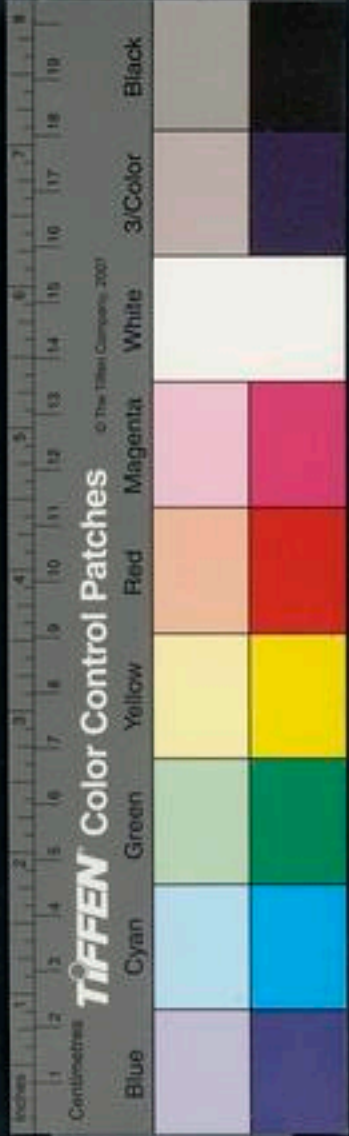 Inches 1 2 3 4 5 6 7 8
1 2 3 4 5 6 7 8 9 10 11 12 13 14 15 16 17 18 19
Centimetres
TIFFEN® Color Control Patches
© The Tiffen Company, 2007
Blue Cyan Green Yellow Red Magenta White 3/Color Black